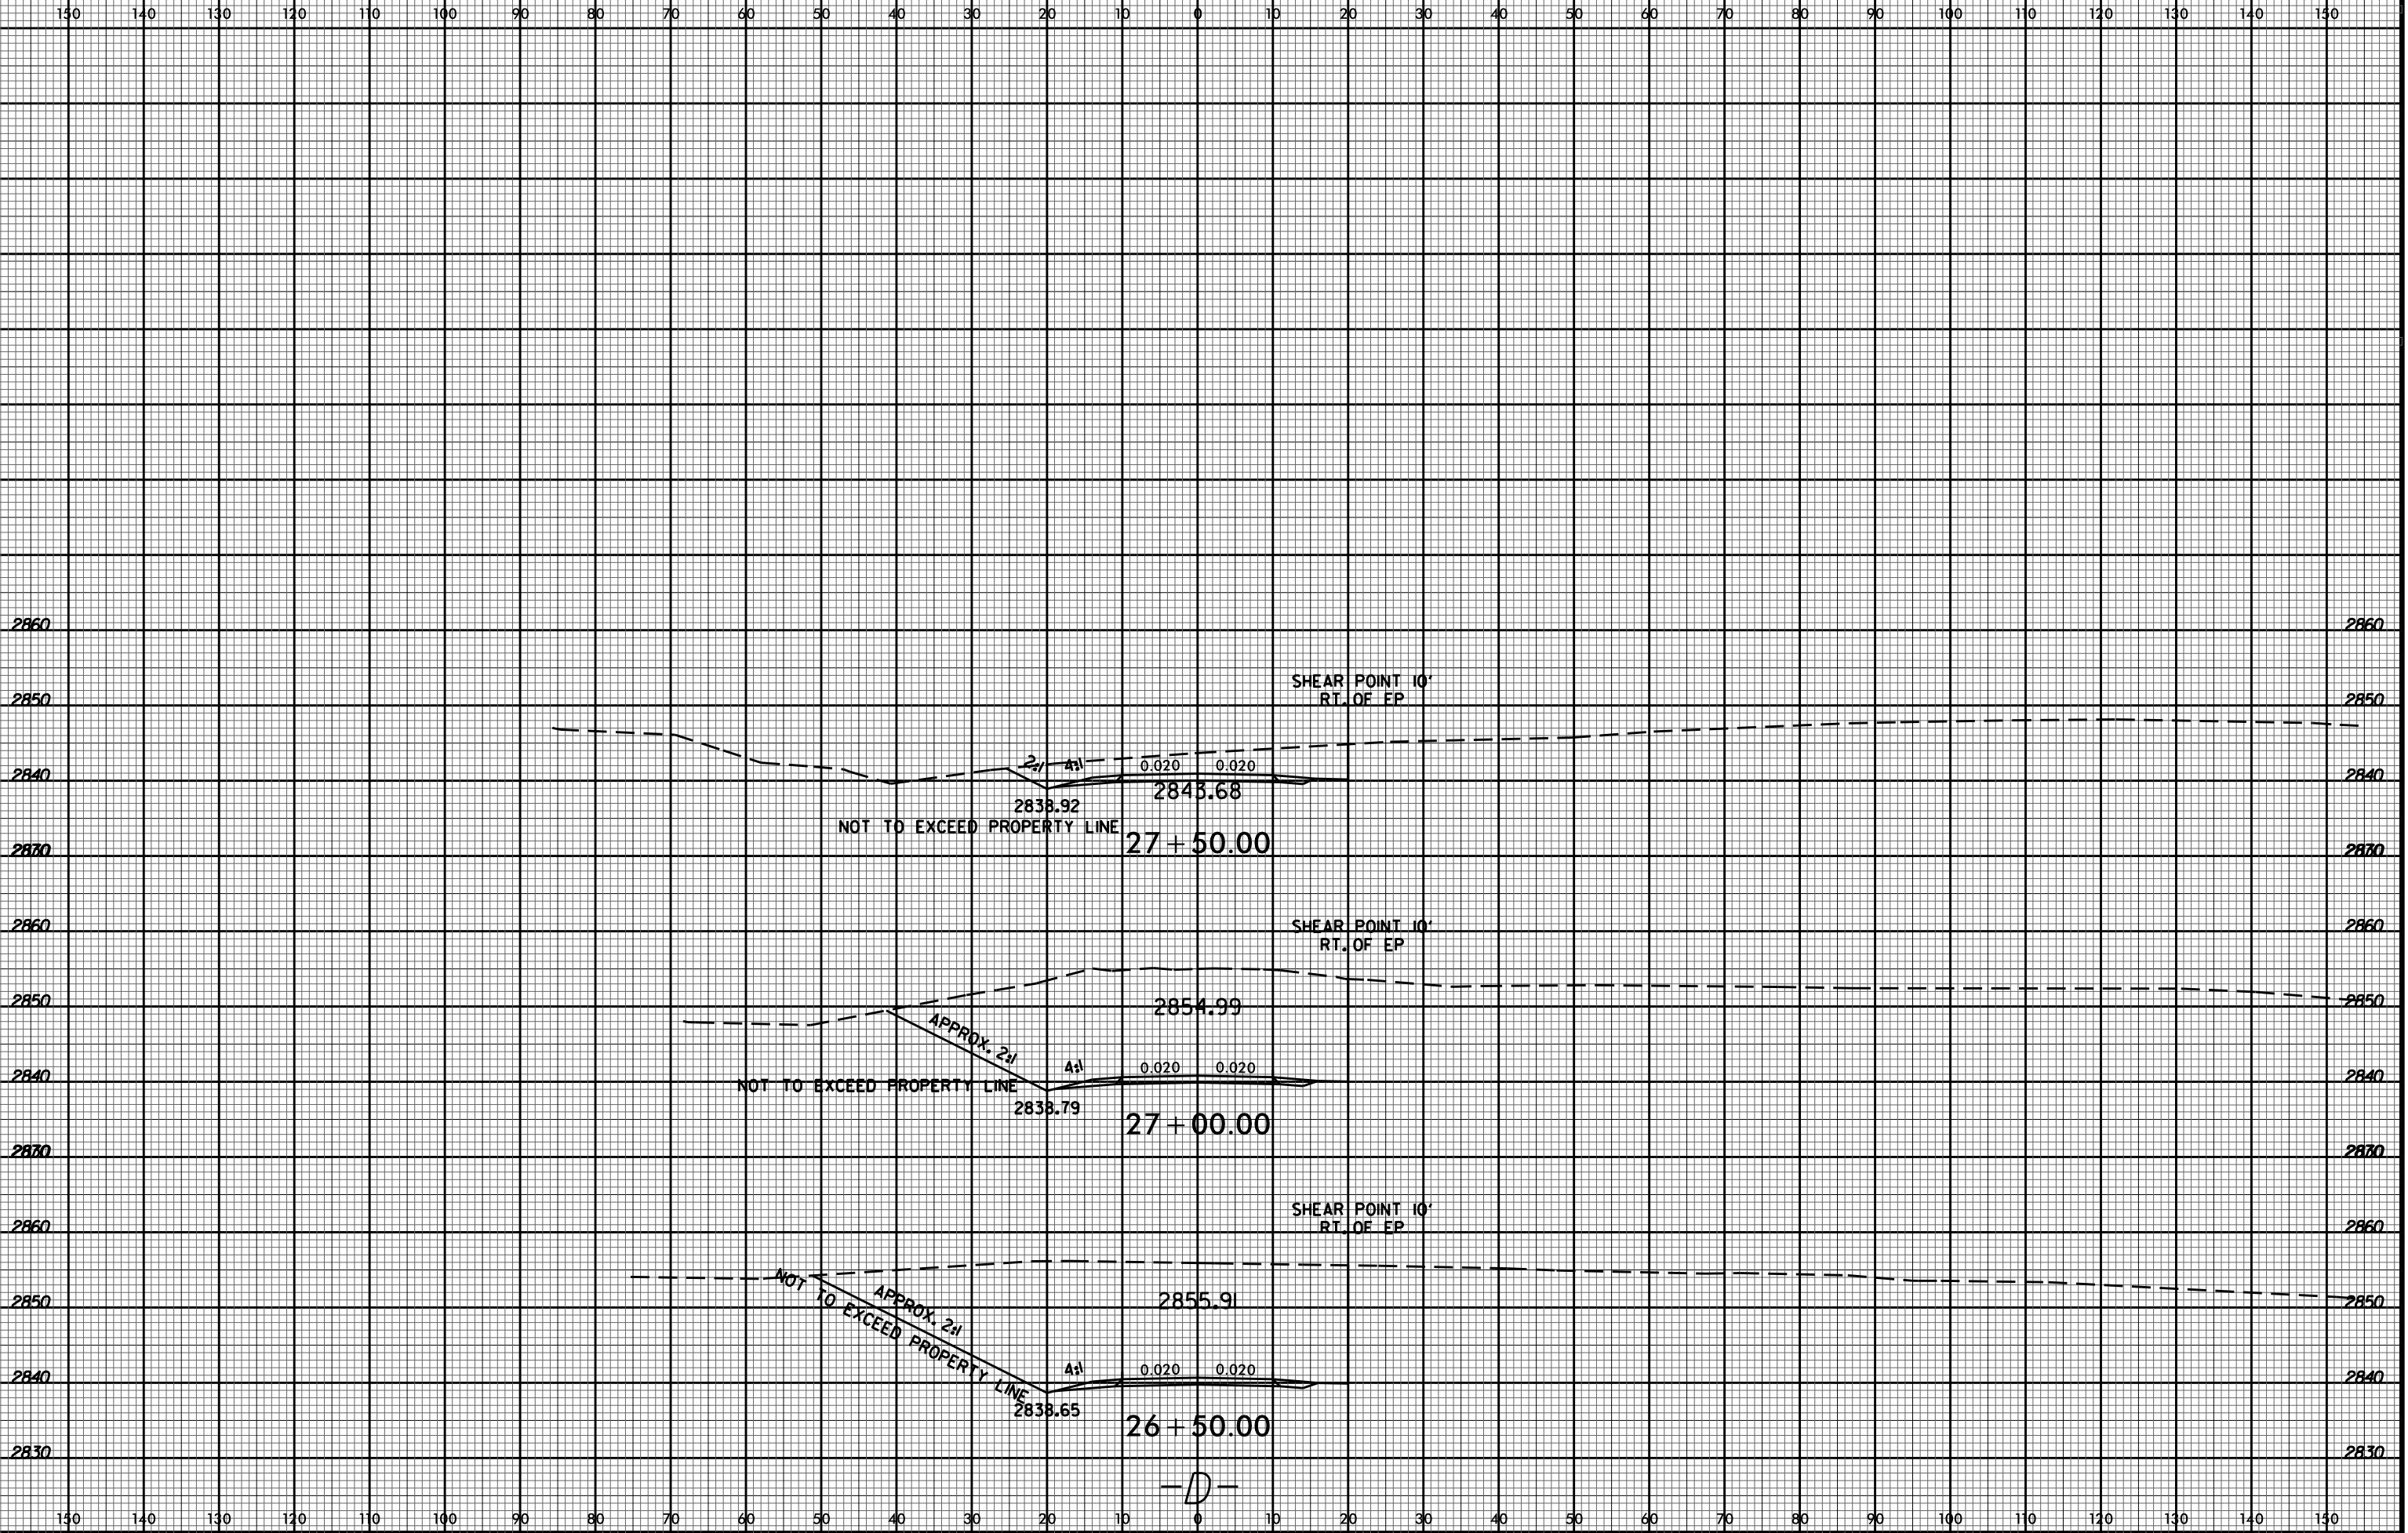 150 140 130 120 110 100 90 80 70 60 50 40 30 20 10 0 10 20 30 40 50 60 70 80 90 100 110 120 130 140 150
2860 2860
SHEAR POINT 10'
2850 2850
RT. OF EP
2:1 4:1 0.020 0.020
2840 2840
2843.68
2838.92
NOT TO EXCEED PROPERTY LINE
27+50.00
2860 2860
SHEAR POINT 10'
RT. OF EP
2850 2850
2854.99
APPROX. 2:1
4:1 0.020 0.020
2840 2840
NOT TO EXCEED PROPERTY LINE
2838.79
27+00.00
SHEAR POINT 10'
2860 2860
RT. OF EP
2850 2850
2855.91
APPROX. 2:1
NOT TO EXCEED PROPERTY LINE
4:1 0.020 0.020
2840 2840
2838.65
26+50.00
2830 2830
-D-
150 140 130 120 110 100 90 80 70 60 50 40 30 20 10 0 10 20 30 40 50 60 70 80 90 100 110 120 130 140 150